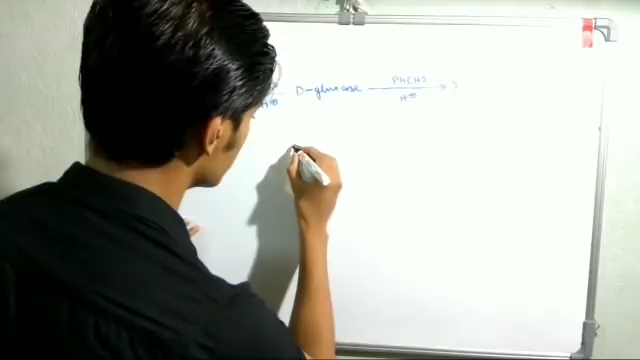 PhCHO
D-glucose ⟶ ?
H⊕ H⊕